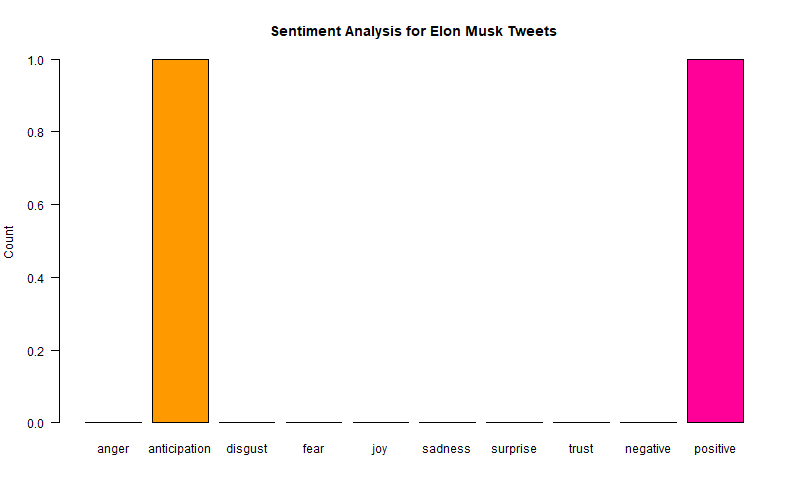 Sentiment Analysis for Elon Musk Tweets
Count
1.0
0.8
0.6
0.4
0.2
0.0
anger anticipation disgust fear joy sadness surprise trust negative positive